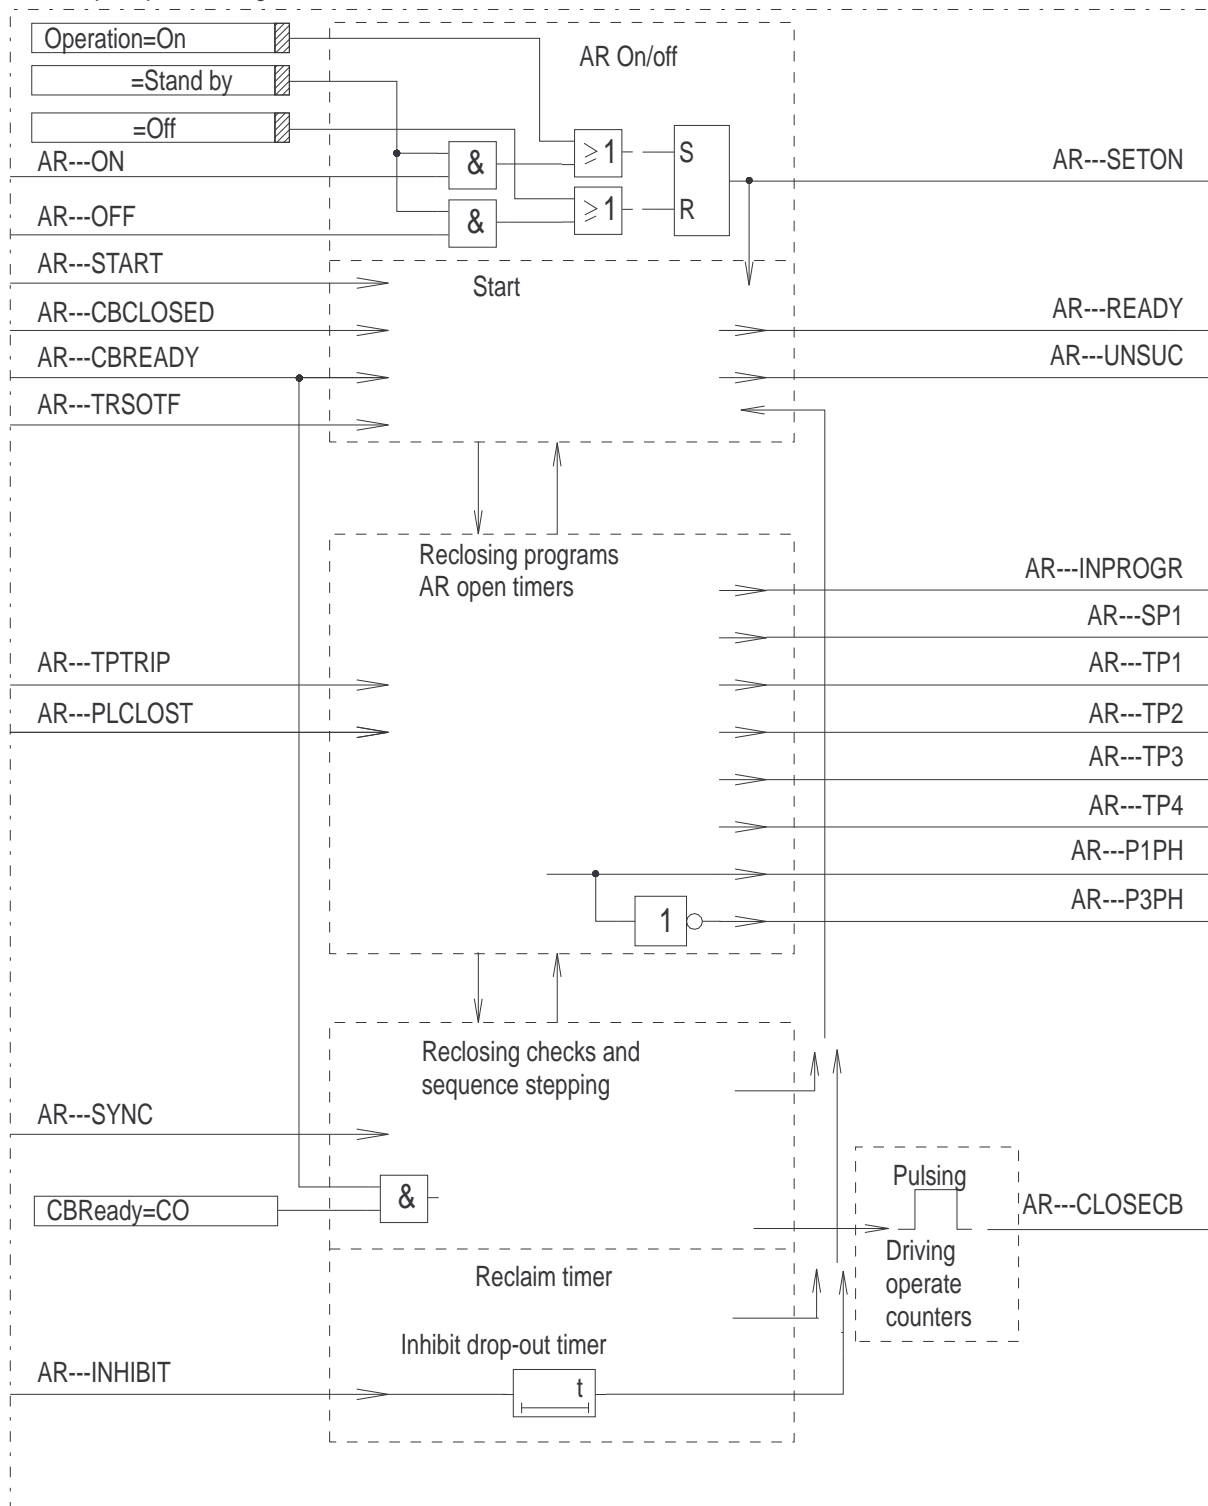 Operation=On
=Stand by
=Off
AR On/off
AR---ON
&
≥1
S
AR---SETON
AR---OFF
&
≥1
R
AR---START
Start
AR---CBCLOSED
AR---READY
AR---CBREADY
AR---UNSUC
AR---TRSOTF
Reclosing programs
AR open timers
AR---INPROGR
AR---SP1
AR---TPTRIP
AR---TP1
AR---PLCLOST
AR---TP2
AR---TP3
AR---TP4
AR---P1PH
1
AR---P3PH
Reclosing checks and
sequence stepping
AR---SYNC
CBReady=CO
&
Pulsing
AR---CLOSECB
Driving
operate
counters
Reclaim timer
Inhibit drop-out timer
AR---INHIBIT
t